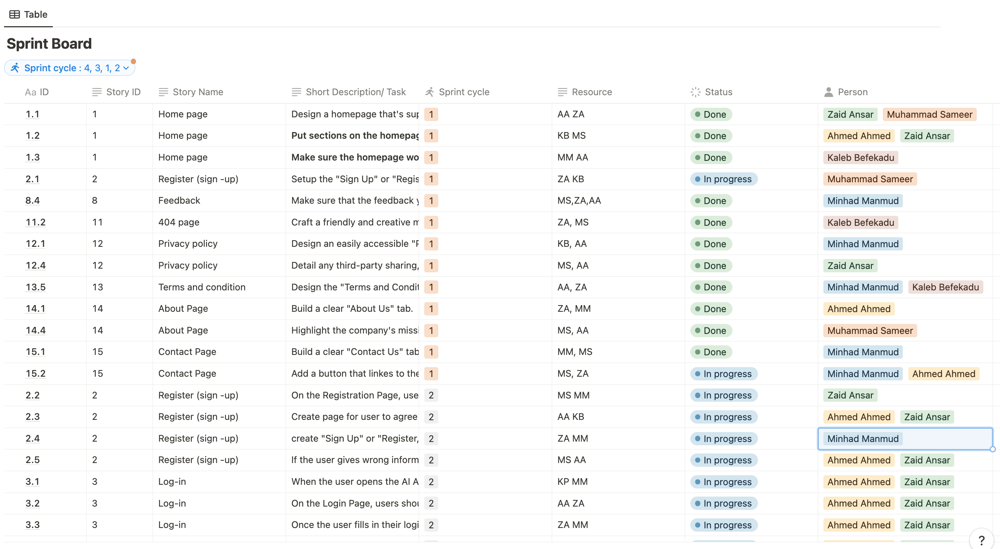 Table
Sprint Board
Sprint cycle : 4, 3, 1, 2
Aa ID Story ID Story Name Short Description/ Task Sprint cycle Resource Status Person
1.1 1 Home page Design a homepage that's sup 1 AA ZA Done Zaid Ansar Muhammad Sameer
1.2 1 Home page Put sections on the homepag 1 KB MS Done Ahmed Ahmed Zaid Ansar
1.3 1 Home page Make sure the homepage wo 1 MM AA Done Kaleb Befekadu
2.1 2 Register (sign -up) Setup the "Sign Up" or "Regis 1 ZA KB In progress Muhammad Sameer
8.4 8 Feedback Make sure that the feedback y 1 MS,ZA,AA Done Minhad Manmud
11.2 11 404 page Craft a friendly and creative m 1 ZA, MS Done Kaleb Befekadu
12.1 12 Privacy policy Design an easily accessible "P 1 KB, AA Done Minhad Manmud
12.4 12 Privacy policy Detail any third-party sharing, 1 MS, AA Done Zaid Ansar
13.5 13 Terms and condition Design the "Terms and Condit 1 AA, ZA Done Minhad Manmud Kaleb Befekadu
14.1 14 About Page Build a clear "About Us" tab. 1 ZA, MM Done Ahmed Ahmed
14.4 14 About Page Highlight the company's missi 1 MS, AA Done Muhammad Sameer
15.1 15 Contact Page Build a clear "Contact Us" tab 1 MM, MS Done Minhad Manmud
15.2 15 Contact Page Add a button that linkes to the 1 MS, ZA In progress Minhad Manmud Ahmed Ahmed
2.2 2 Register (sign -up) On the Registration Page, use 2 MS MM In progress Zaid Ansar
2.3 2 Register (sign -up) Create page for user to agree 2 AA KB In progress Ahmed Ahmed Zaid Ansar
2.4 2 Register (sign -up) create "Sign Up" or "Register, 2 ZA MM In progress Minhad Manmud
2.5 2 Register (sign -up) If the user gives wrong inform 2 MS AA In progress Ahmed Ahmed Zaid Ansar
3.1 3 Log-in When the user opens the AI A 2 KP MM In progress Ahmed Ahmed Zaid Ansar
3.2 3 Log-in On the Login Page, users shou 2 AA ZA In progress Ahmed Ahmed Zaid Ansar
3.3 3 Log-in Once the user fills in their logi 2 ZA MM In progress Ahmed Ahmed Zaid Ansar
?